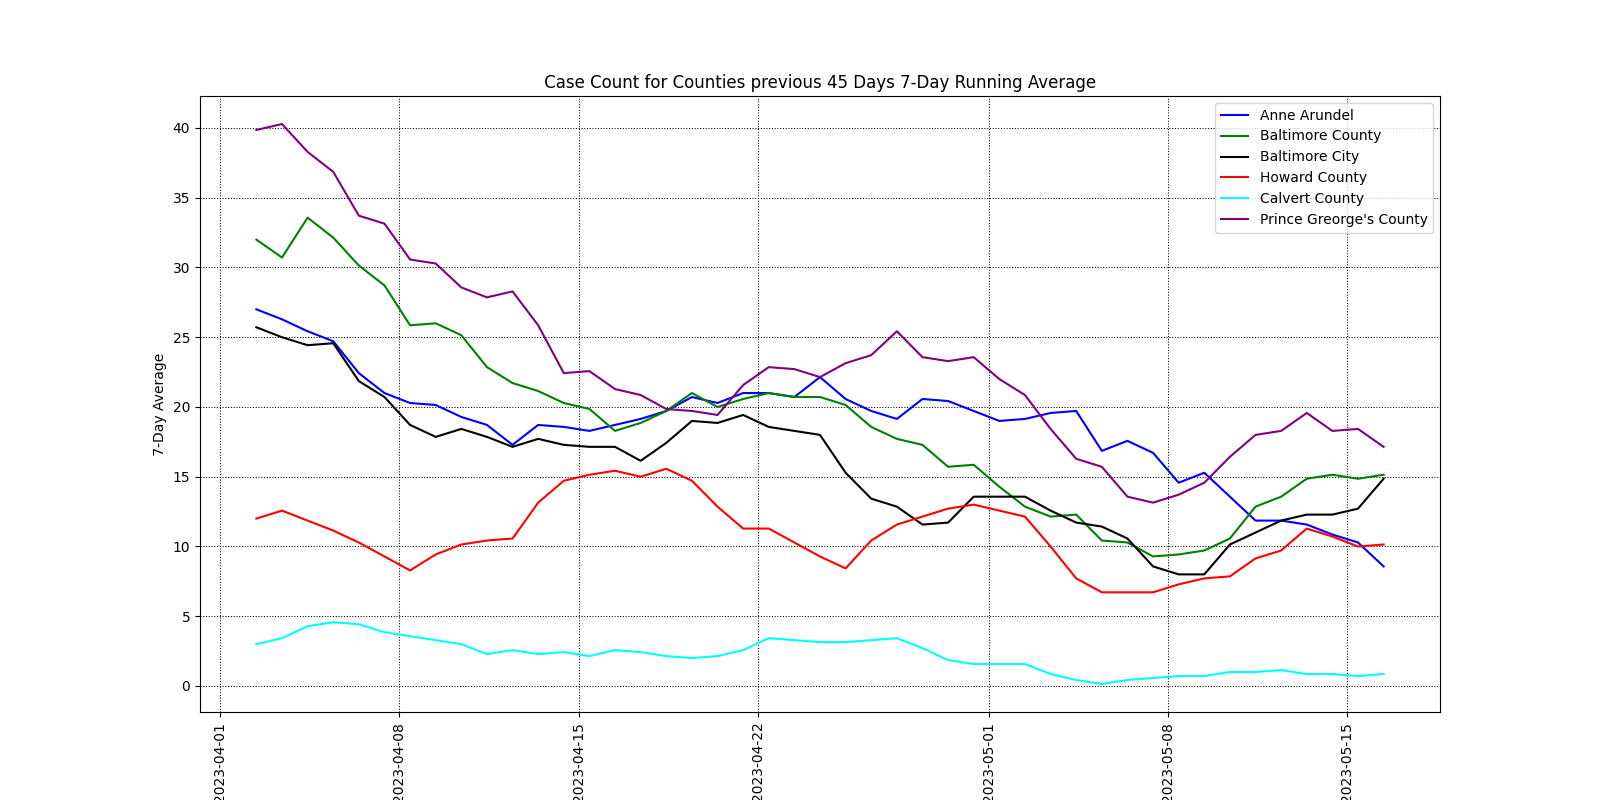 Case Count for Counties previous 45 Days 7-Day Running Average
Anne Arundel
Baltimore County
Baltimore City
Howard County
Calvert County
Prince Greorge's County
7-Day Average
40
35
30
25
20
15
10
5
0
2023-04-01
2023-04-08
2023-04-15
2023-04-22
2023-05-01
2023-05-08
2023-05-15